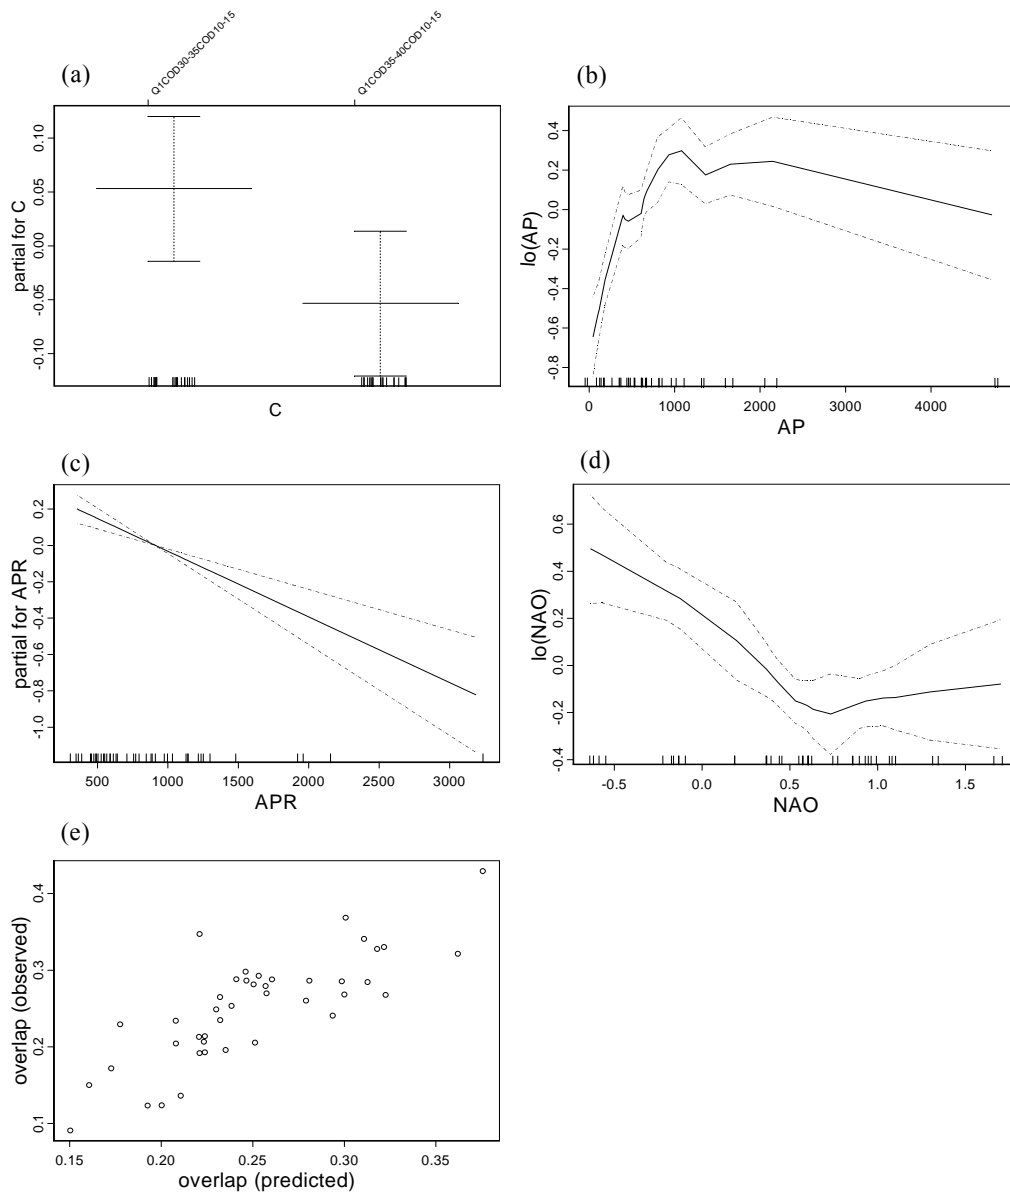 Q1COD30-35COD10-15
Q1COD35-40COD10-15
(a)
partial for C
0.10
0.05
0.00
-0.05
-0.10
C
(b)
lo(AP)
0.4
0.2
0.0
-0.2
-0.4
-0.6
-0.8
0 1000 2000 3000 4000
AP
(c)
partial for APR
0.2
0.0
-0.2
-0.4
-0.6
-0.8
-1.0
500 1000 1500 2000 2500 3000
APR
(d)
lo(NAO)
0.6
0.4
0.2
0.0
-0.2
-0.4
-0.5 0.0 0.5 1.0 1.5
NAO
(e)
overlap (observed)
0.4
0.3
0.2
0.1
0.15 0.20 0.25 0.30 0.35
overlap (predicted)